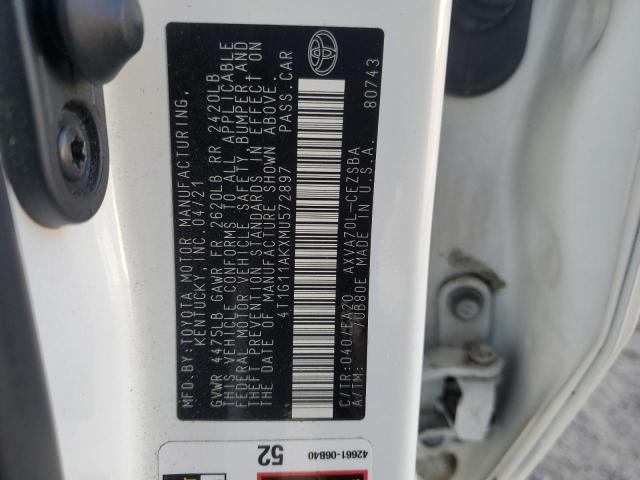 MFD.BY:TOYOTA MOTOR MANUFACTURING,
KENTUCKY, INC. 04/21
GVWR 4475LB GAWR FR 2620LB RR 2420LB
THIS VEHICLE CONFORMS TO ALL APPLICABLE
FEDERAL MOTOR VEHICLE SAFETY, BUMPER, AND
THEFT PREVENTION STANDARDS IN EFFECT ON
THE DATE OF MANUFACTURE SHOWN ABOVE.
4T1G11AKXMU572897 PASS.CAR
C/TR:040/EA20 AXVA70L-CEZSBA
A/TM: /UB80E MADE IN U.S.A. 80743
42661-06B40
52